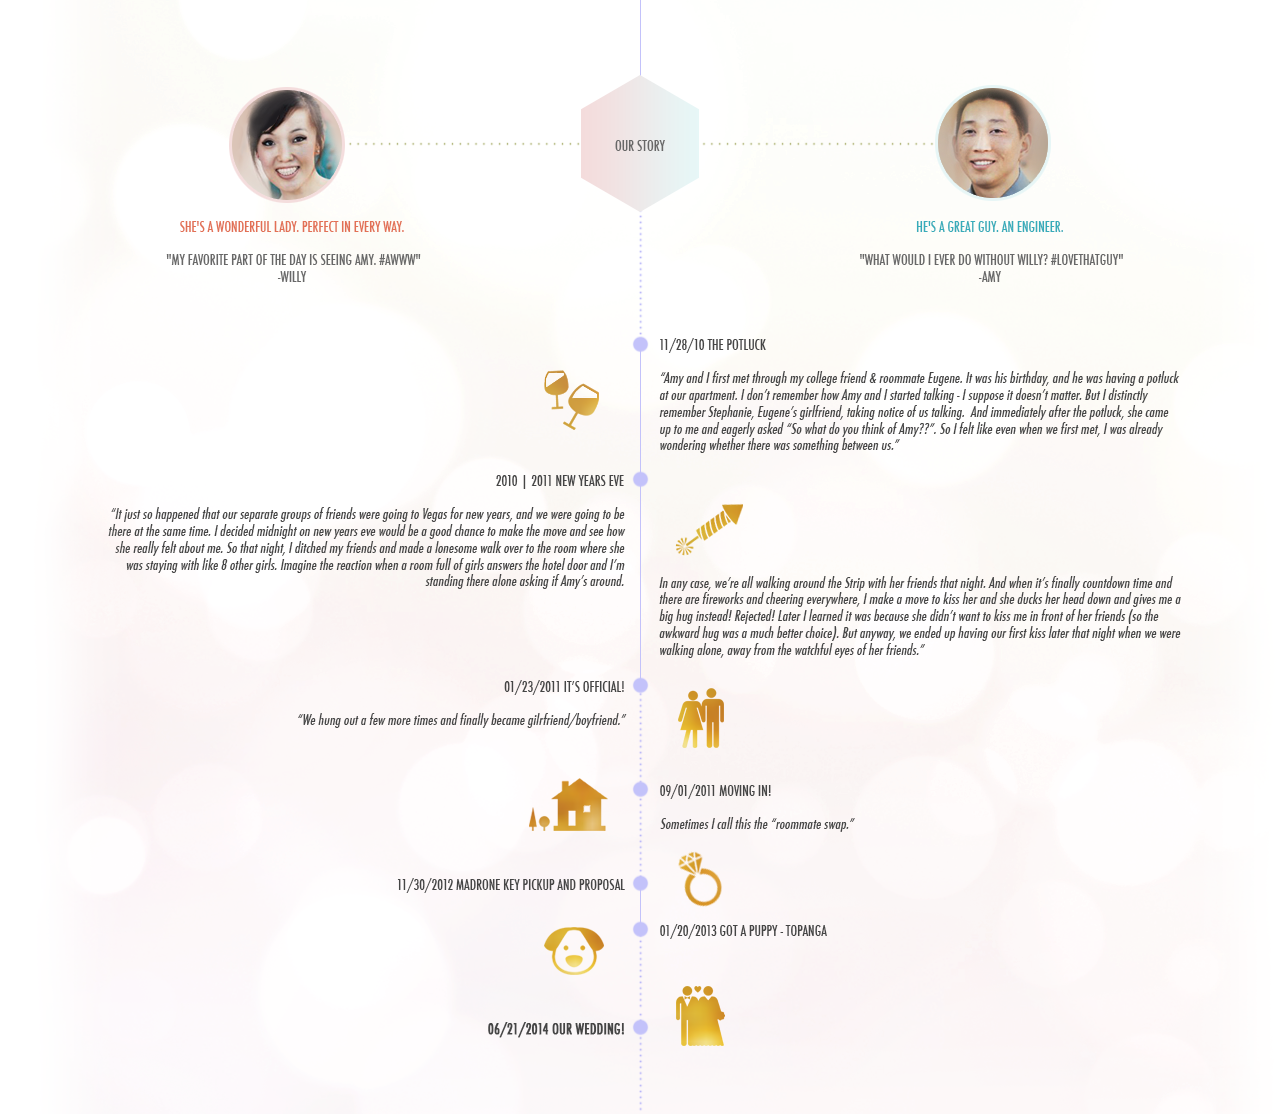 OUR STORY
SHE'S A WONDERFUL LADY. PERFECT IN EVERY WAY.
"MY FAVORITE PART OF THE DAY IS SEEING AMY. #AWWW"
-WILLY
HE'S A GREAT GUY. AN ENGINEER.
"WHAT WOULD I EVER DO WITHOUT WILLY? #LOVETHATGUY"
-AMY
11/28/10 THE POTLUCK
“Amy and I first met through my college friend & roommate Eugene. It was his birthday, and he was having a potluck
at our apartment. I don’t remember how Amy and I started talking - I suppose it doesn’t matter. But I distinctly
remember Stephanie, Eugene’s girlfriend, taking notice of us talking.  And immediately after the potluck, she came
up to me and eagerly asked “So what do you think of Amy??”. So I felt like even when we first met, I was already
wondering whether there was something between us.”
2010 | 2011 NEW YEARS EVE
“It just so happened that our separate groups of friends were going to Vegas for new years, and we were going to be
there at the same time. I decided midnight on new years eve would be a good chance to make the move and see how
she really felt about me. So that night, I ditched my friends and made a lonesome walk over to the room where she
was staying with like 8 other girls. Imagine the reaction when a room full of girls answers the hotel door and I’m
standing there alone asking if Amy’s around.
In any case, we’re all walking around the Strip with her friends that night. And when it’s finally countdown time and
there are fireworks and cheering everywhere, I make a move to kiss her and she ducks her head down and gives me a
big hug instead! Rejected! Later I learned it was because she didn’t want to kiss me in front of her friends (so the
awkward hug was a much better choice). But anyway, we ended up having our first kiss later that night when we were
walking alone, away from the watchful eyes of her friends.”
01/23/2011 IT’S OFFICIAL!
“We hung out a few more times and finally became gilrfriend/boyfriend.”
09/01/2011 MOVING IN!
Sometimes I call this the “roommate swap.”
11/30/2012 MADRONE KEY PICKUP AND PROPOSAL
01/20/2013 GOT A PUPPY - TOPANGA
06/21/2014 OUR WEDDING!